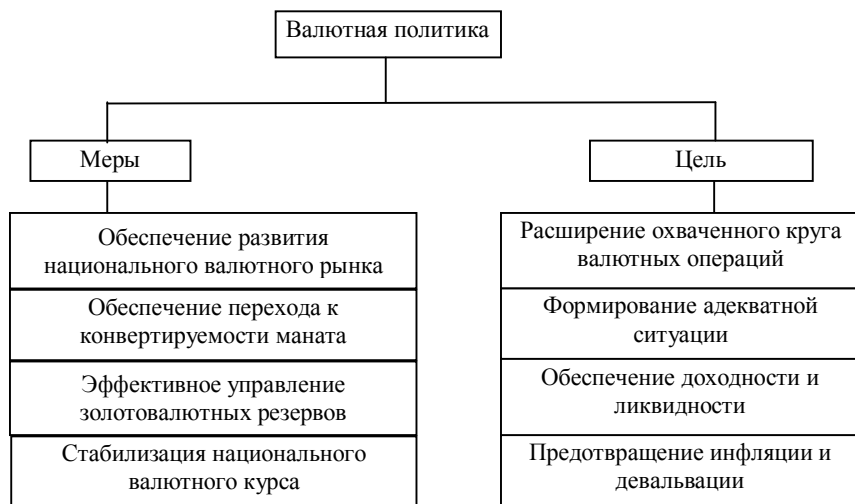 Валютная политика
Меры
Цель
Обеспечение развития
национального валютного рынка
Обеспечение перехода к
конвертируемости маната
Эффективное управление
золотовалютных резервов
Стабилизация национального
валютного курса
Расширение охваченного круга
валютных операций
Формирование адекватной
ситуации
Обеспечение доходности и
ликвидности
Предотвращение инфляции и
девальвации